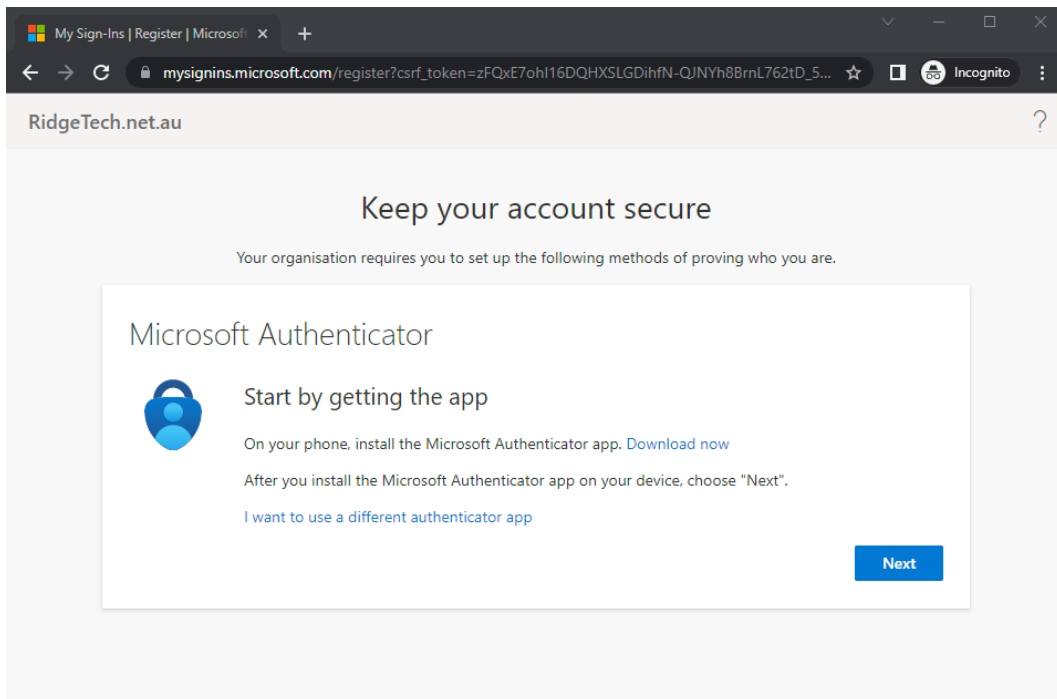 My Sign-Ins | Register | Microsoft
mysignins.microsoft.com/register?csrf_token=zFQxE7ohI16DQHXSLGDihfN-QJNYh8BrnL762tD_5...
Incognito
RidgeTech.net.au
?
Keep your account secure
Your organisation requires you to set up the following methods of proving who you are.
Microsoft Authenticator
Start by getting the app
On your phone, install the Microsoft Authenticator app. Download now
After you install the Microsoft Authenticator app on your device, choose "Next".
I want to use a different authenticator app
Next